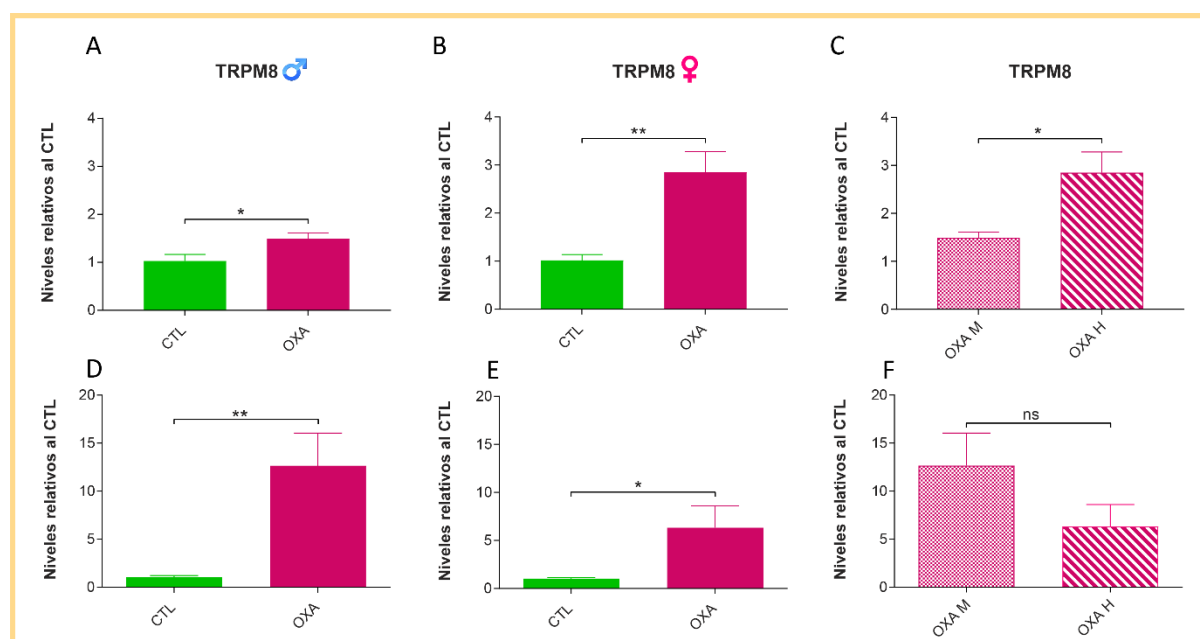 A
TRPM8
Niveles relativos al CTL
4
3
2
1
0
*
CTL
OXA
B
TRPM8
Niveles relativos al CTL
4
3
2
1
0
**
CTL
OXA
C
TRPM8
Niveles relativos al CTL
4
3
2
1
0
*
OXA M
OXA H
D
Niveles relativos al CTL
20
15
10
5
0
**
CTL
OXA
E
Niveles relativos al CTL
20
15
10
5
0
*
CTL
OXA
F
Niveles relativos al CTL
20
15
10
5
0
ns
OXA M
OXA H